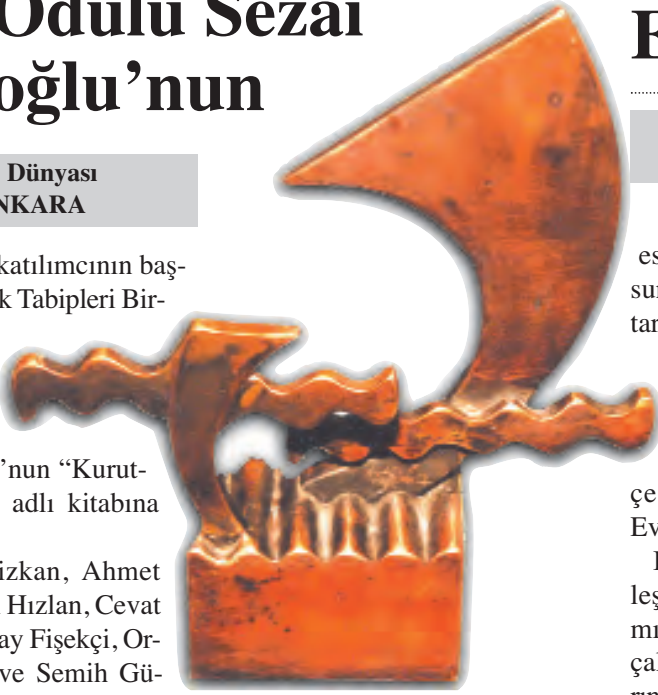 Ödülü Sezai
oğlu’nun
Dünyası
NKARA
katılımcının baş-
k Tabipleri Bir-
’nun “Kurut-
adlı kitabına
izkan, Ahmet
Hızlan, Cevat
ay Fişekçi, Or-
ve Semih Gü-
E
es
sur
tar
çe
Ev
leş
mı
çal